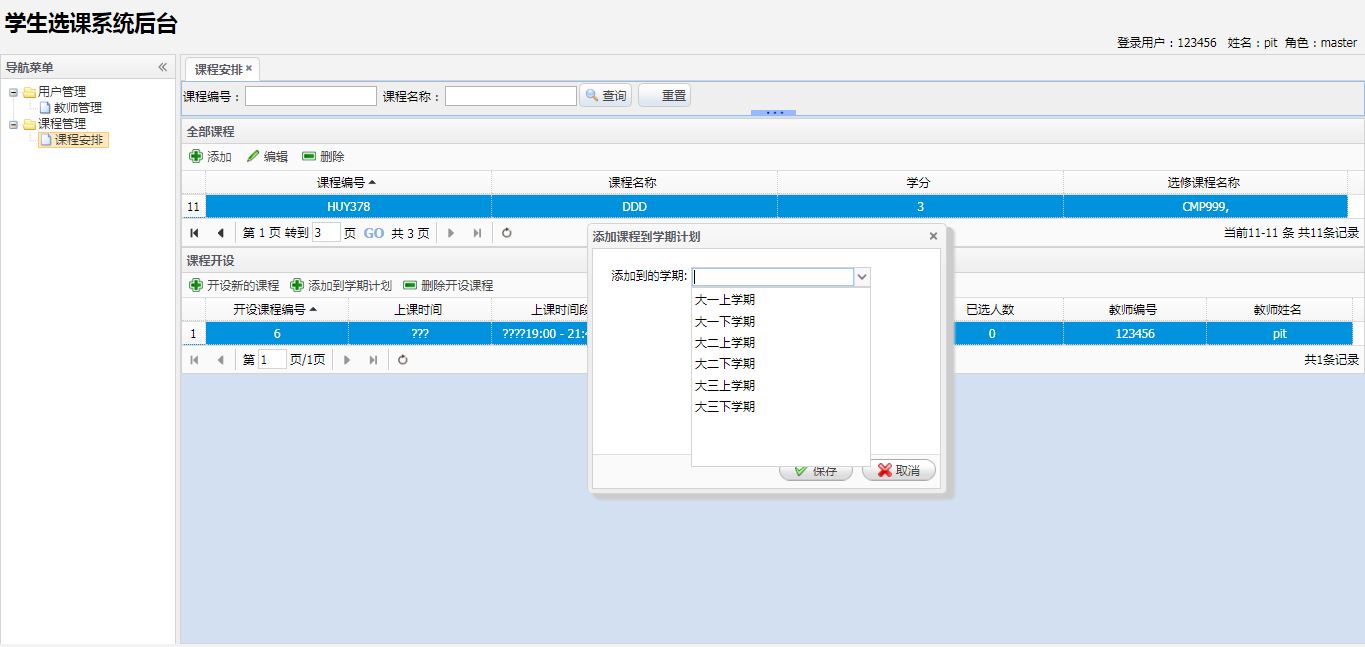 学生选课系统后台
登录用户：123456 姓名：pit 角色：master
导航菜单
课程安排
用户管理
教师管理
课程管理
课程安排
课程编号： 课程名称： 查询 重置
全部课程
添加 编辑 删除
课程编号 课程名称 学分 选修课程名称
11 HUY378 DDD 3 CMP999,
第 1 页 转到 3 页 GO 共 3 页 当前11-11 条 共11条记录
课程开设
开设新的课程 添加到学期计划 删除开设课程
开设课程编号 上课时间 上课时间段 已选人数 教师编号 教师姓名
1 6 ??? ????19:00 - 21:4 0 123456 pit
第 1 页/1页 共1条记录
添加课程到学期计划
添加到的学期:
大一上学期
大一下学期
大二上学期
大二下学期
大三上学期
大三下学期
保存 取消